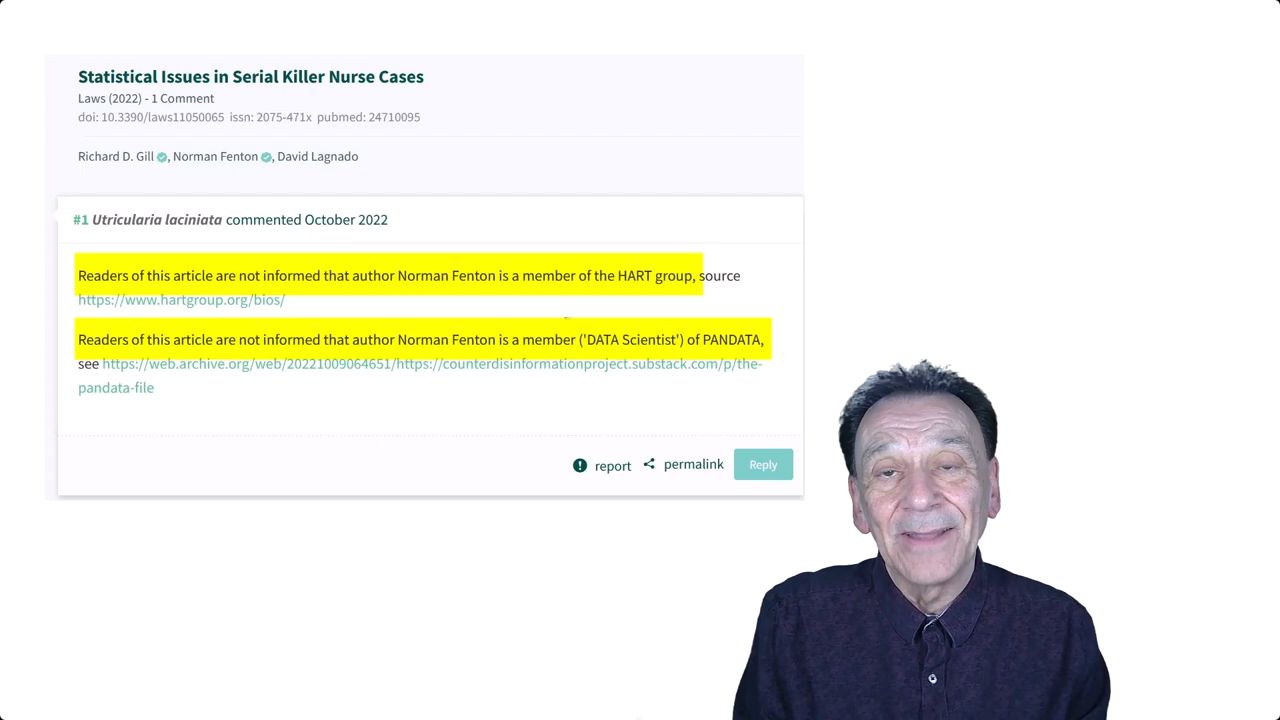 Statistical Issues in Serial Killer Nurse Cases
Laws (2022) - 1 Comment
doi: 10.3390/laws11050065 issn: 2075-471x pubmed: 24710095
Richard D. Gill , Norman Fenton , David Lagnado
#1 Utricularia laciniata commented October 2022
Readers of this article are not informed that author Norman Fenton is a member of the HART group, source
https://www.hartgroup.org/bios/
Readers of this article are not informed that author Norman Fenton is a member ('DATA Scientist') of PANDATA,
see https://web.archive.org/web/20221009064651/https://counterdisinformationproject.substack.com/p/the-
pandata-file
report permalink Reply